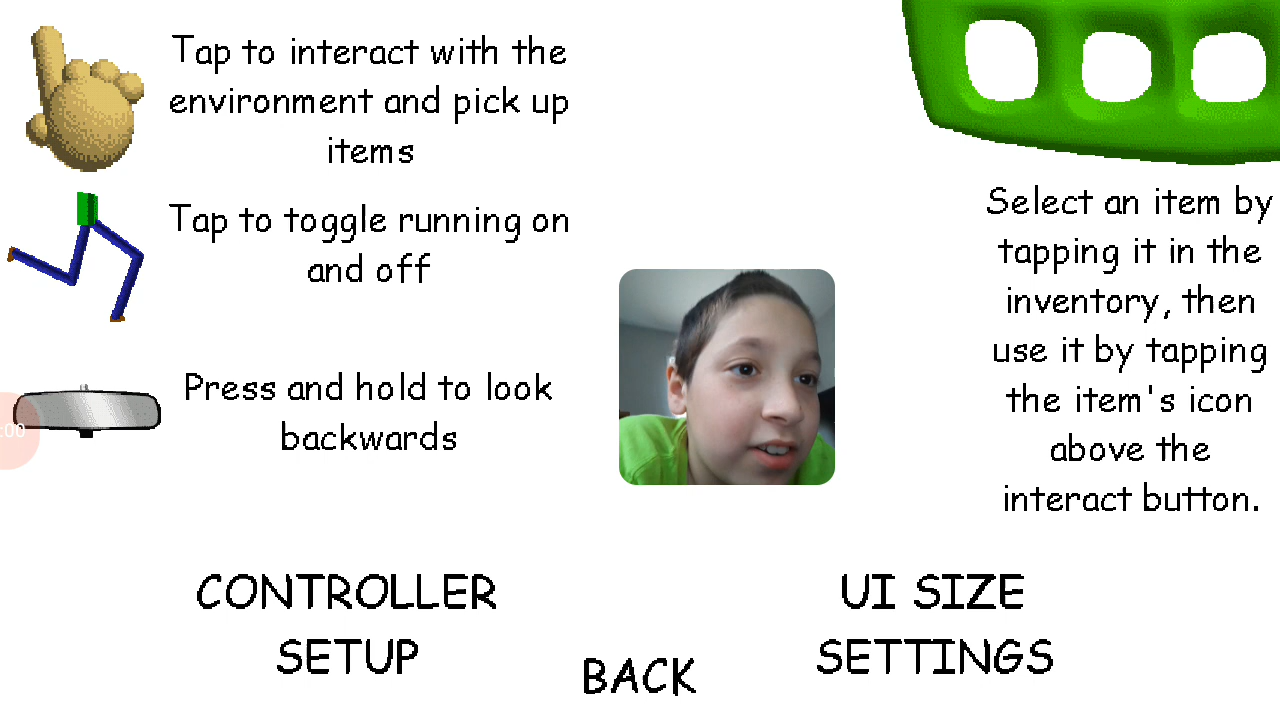 Tap to interact with the
environment and pick up
items
Tap to toggle running on
and off
Press and hold to look
backwards
:00
Select an item by
tapping it in the
inventory, then
use it by tapping
the item's icon
above the
interact button.
CONTROLLER
SETUP
BACK
UI SIZE
SETTINGS